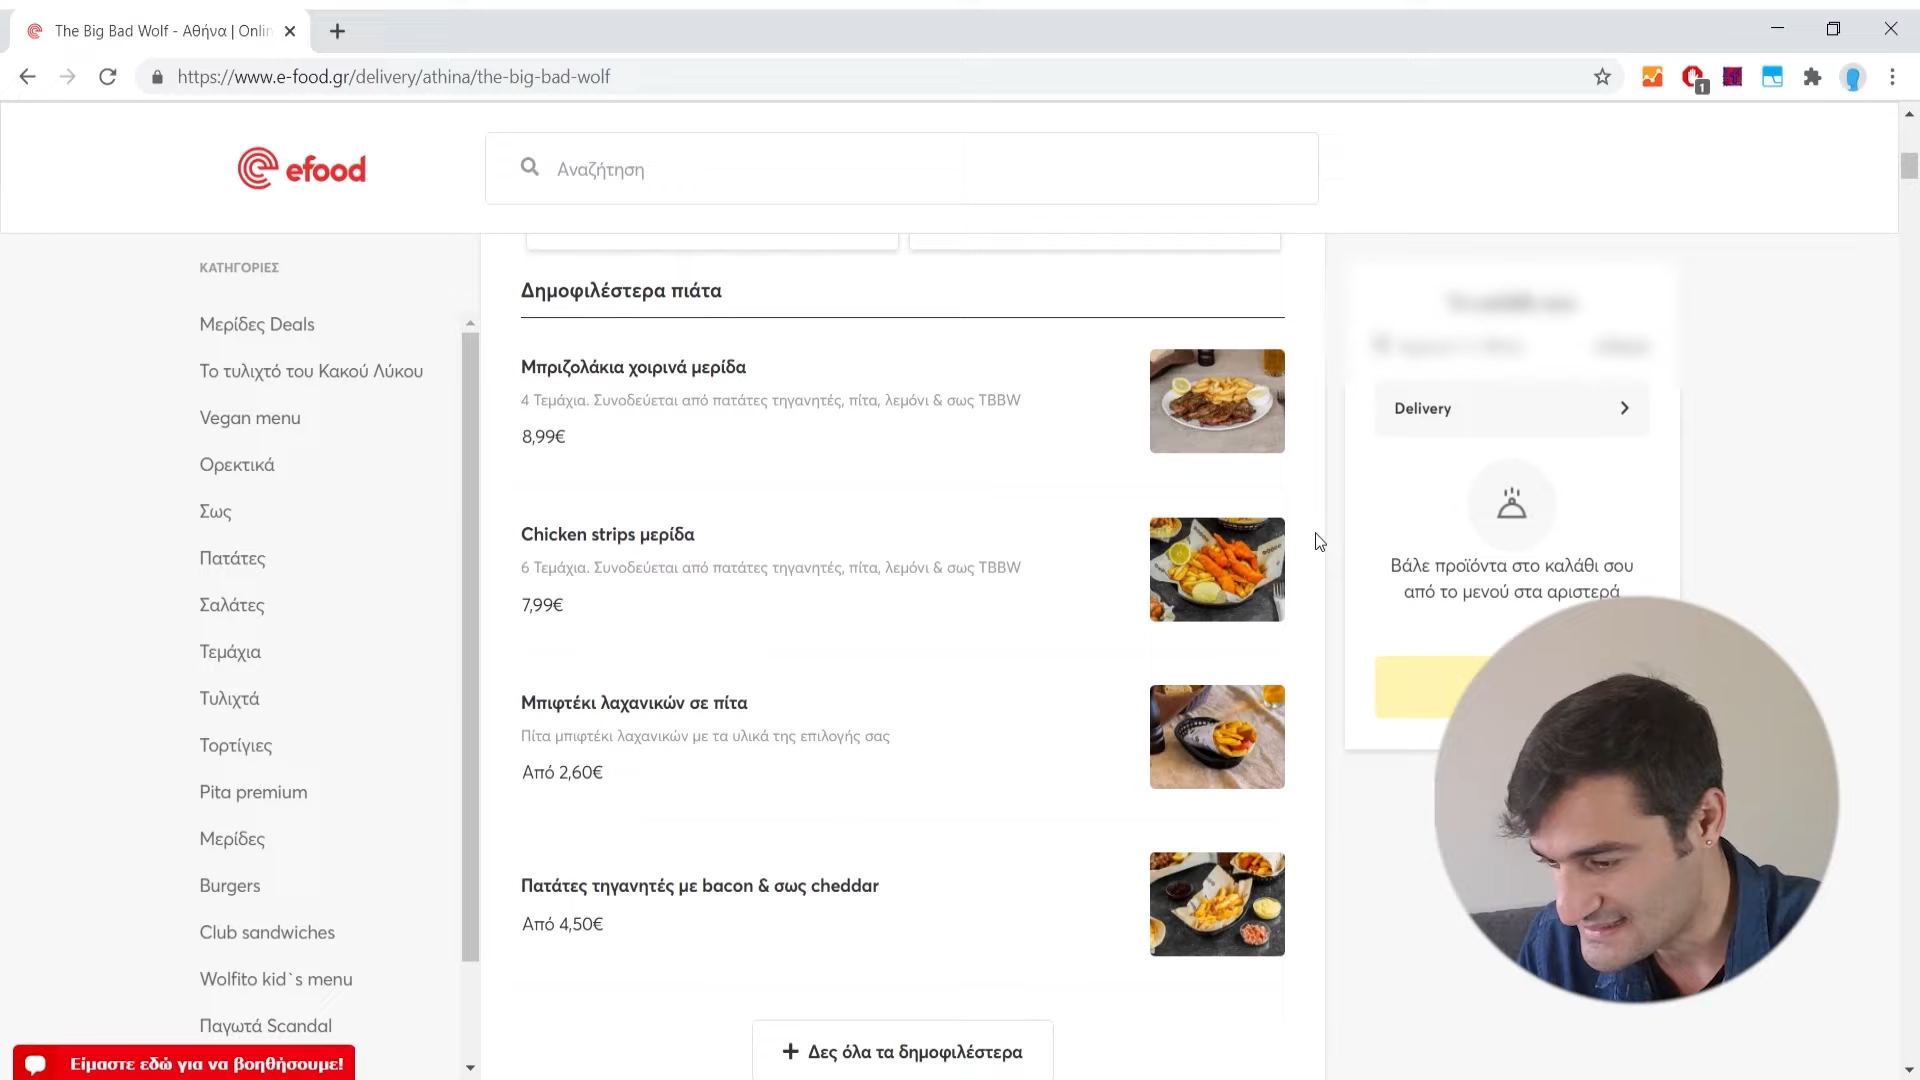 The Big Bad Wolf - Αθήνα | Onlin
https://www.e-food.gr/delivery/athina/the-big-bad-wolf
1
efood
Αναζήτηση
ΚΑΤΗΓΟΡΙΕΣ
Μερίδες Deals
Το τυλιχτό του Κακού Λύκου
Vegan menu
Ορεκτικά
Σως
Πατάτες
Σαλάτες
Τεμάχια
Τυλιχτά
Τορτίγιες
Pita premium
Μερίδες
Burgers
Club sandwiches
Wolfito kid`s menu
Παγωτά Scandal
Είμαστε εδώ για να βοηθήσουμε!
Δημοφιλέστερα πιάτα
Μπριζολάκια χοιρινά μερίδα
4 Τεμάχια. Συνοδεύεται από πατάτες τηγανητές, πίτα, λεμόνι & σως TBBW
8,99€
Chicken strips μερίδα
6 Τεμάχια. Συνοδεύεται από πατάτες τηγανητές, πίτα, λεμόνι & σως TBBW
7,99€
Μπιφτέκι λαχανικών σε πίτα
Πίτα μπιφτέκι λαχανικών με τα υλικά της επιλογής σας
Από 2,60€
Πατάτες τηγανητές με bacon & σως cheddar
Από 4,50€
+ Δες όλα τα δημοφιλέστερα
Delivery
Βάλε προϊόντα στο καλάθι σου
από το μενού στα αριστερά